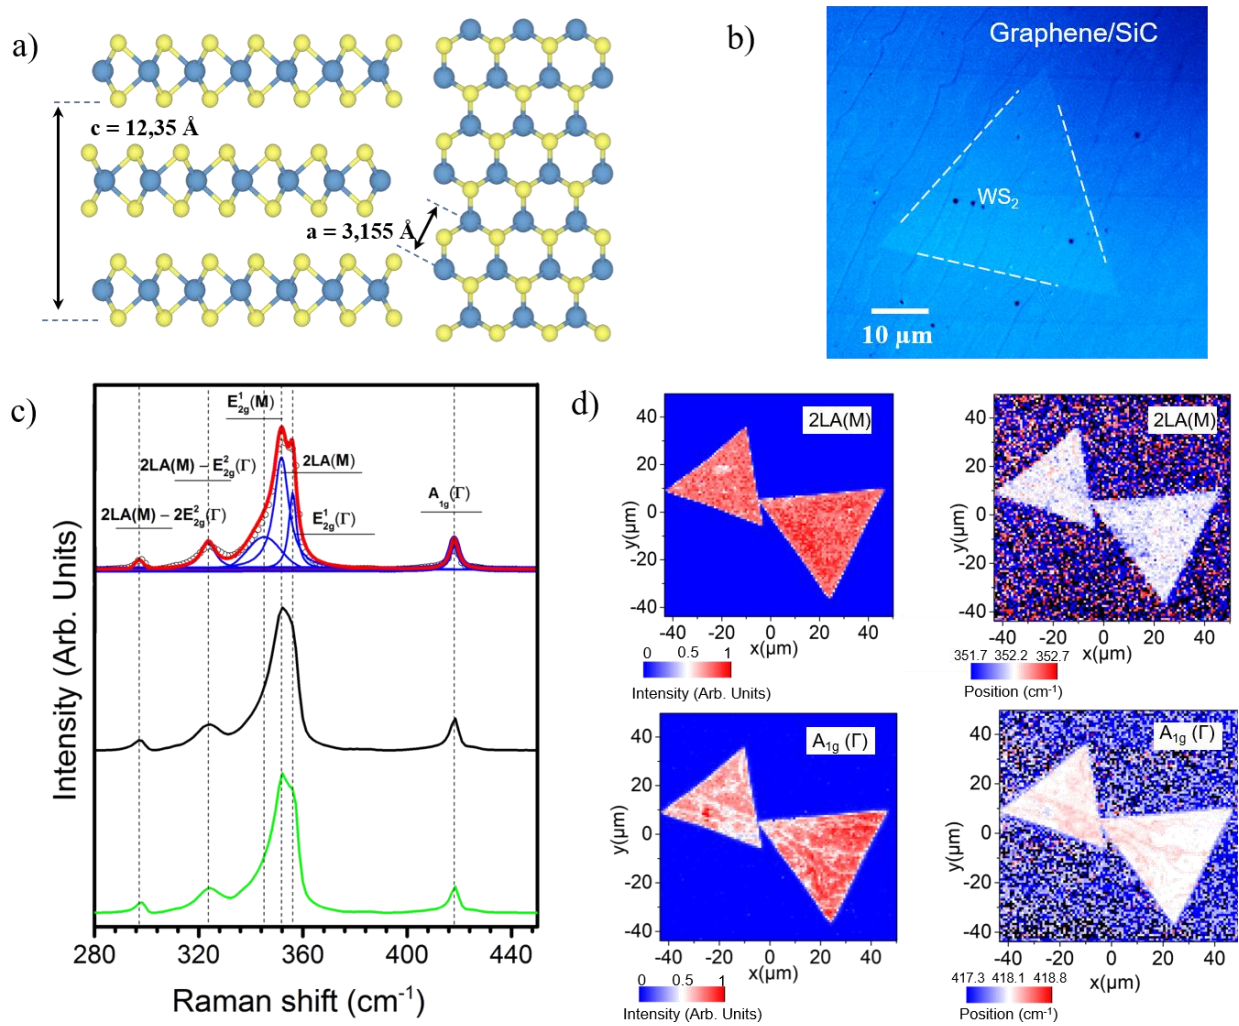 a)
c = 12,35 Å
a = 3,155 Å
b)
Graphene/SiC
WS₂
10 µm
c)
E¹₂g(M)
2LA(M) – E²₂g(Γ)
2LA(M)
2LA(M) – 2E²₂g(Γ)
E¹₂g(Γ)
A₁g(Γ)
Intensity (Arb. Units)
280 320 360 400 440
Raman shift (cm⁻¹)
d)
2LA(M)
y(µm)
40
20
0
-20
-40
-40 -20 0 20 40
x(µm)
0 0.5 1
Intensity (Arb. Units)
2LA(M)
40
20
0
-20
-40
-40 -20 0 20 40
x(µm)
351.7 352.2 352.7
Position (cm⁻¹)
A₁g (Γ)
y(µm)
40
20
0
-20
-40
-40 -20 0 20 40
x(µm)
0 0.5 1
Intensity (Arb. Units)
A₁g (Γ)
y(µm)
40
20
0
-20
-40
-40 -20 0 20 40
x(µm)
417.3 418.1 418.8
Position (cm⁻¹)